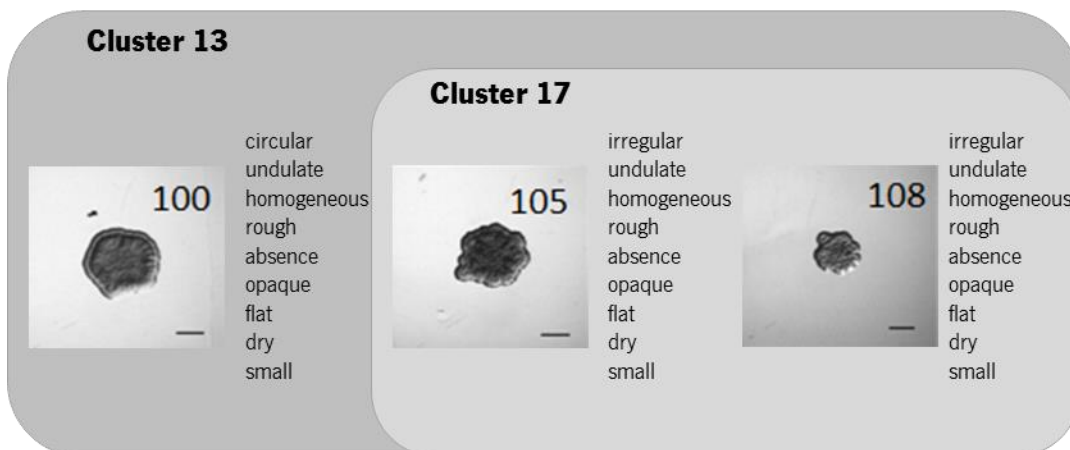 Cluster 13
Cluster 17
100
circular
undulate
homogeneous
rough
absence
opaque
flat
dry
small
105
irregular
undulate
homogeneous
rough
absence
opaque
flat
dry
small
108
irregular
undulate
homogeneous
rough
absence
opaque
flat
dry
small